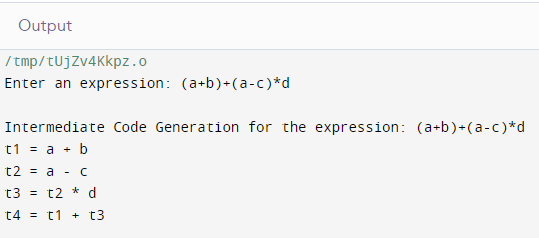 Output
/tmp/tUjZv4Kkpz.o
Enter an expression: (a+b)+(a-c)*d
Intermediate Code Generation for the expression: (a+b)+(a-c)*d
t1 = a + b
t2 = a - c
t3 = t2 * d
t4 = t1 + t3